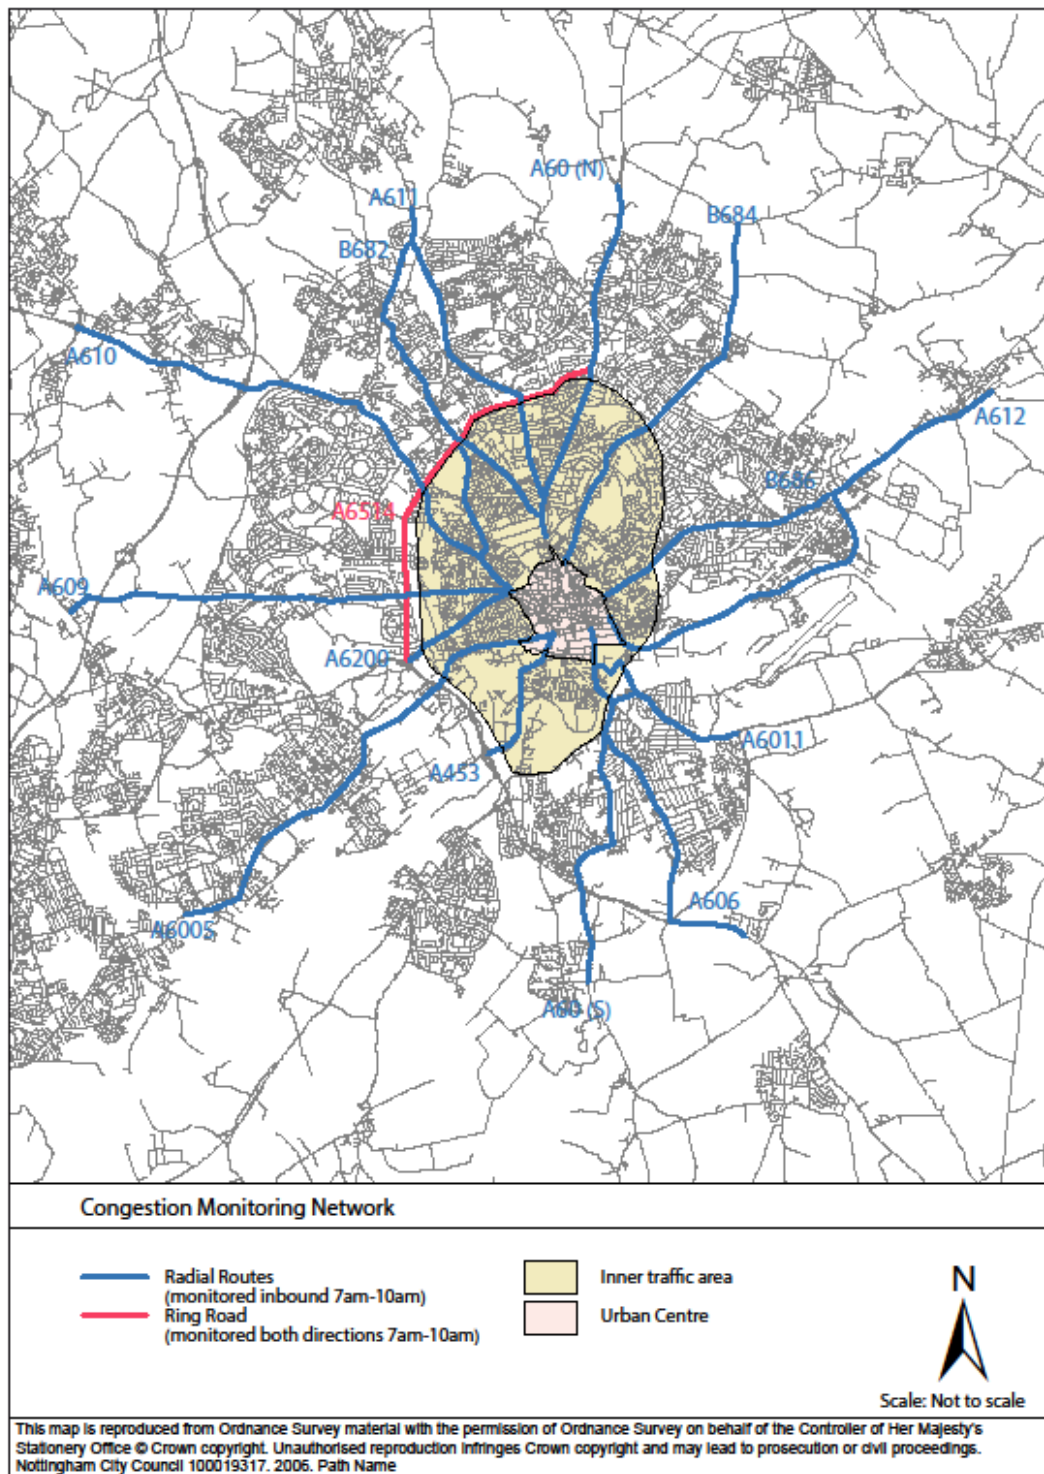 A60 (N)
A611
B684
B682
A610
A612
B686
A6514
A609
A6200
A6011
A453
A606
A6005
A60 (S)
Congestion Monitoring Network
Radial Routes
(monitored inbound 7am-10am)
Ring Road
(monitored both directions 7am-10am)
Inner traffic area
Urban Centre
N
Scale: Not to scale
This map is reproduced from Ordnance Survey material with the permission of Ordnance Survey on behalf of the Controller of Her Majesty's
Stationery Office © Crown copyright. Unauthorised reproduction infringes Crown copyright and may lead to prosecution or civil proceedings.
Nottingham City Council 100019317. 2006. Path Name